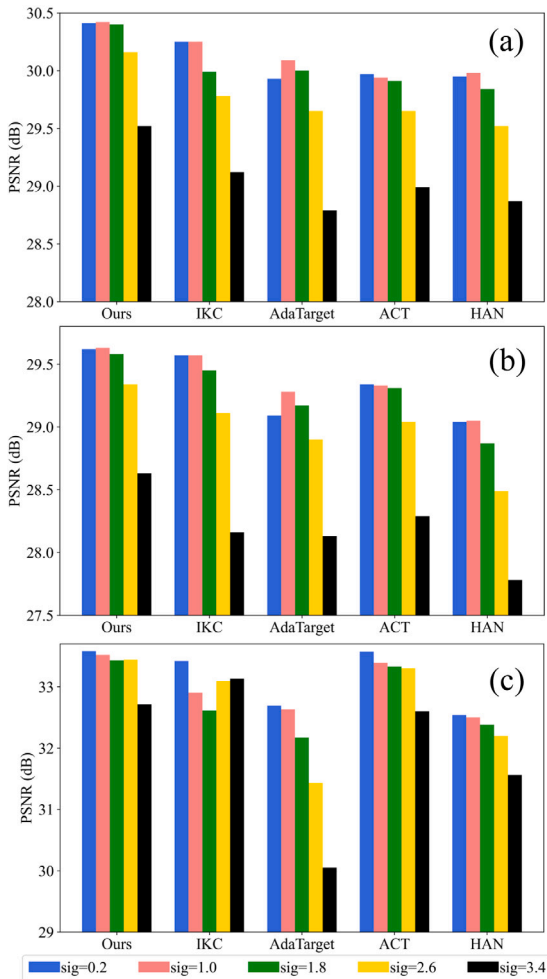 30.5
(a)
30.0
29.5
PSNR (dB)
29.0
28.5
28.0
Ours IKC AdaTarget ACT HAN
(b)
29.5
29.0
PSNR (dB)
28.5
28.0
27.5
Ours IKC AdaTarget ACT HAN
(c)
33
32
PSNR (dB)
31
30
29
Ours IKC AdaTarget ACT HAN
sig=0.2 sig=1.0 sig=1.8 sig=2.6 sig=3.4